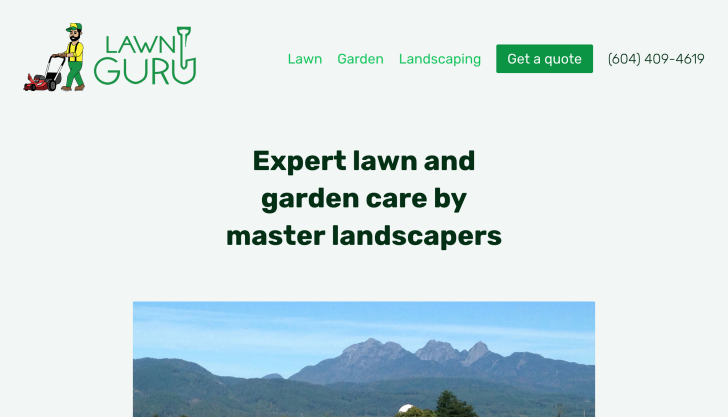 LAWN
GURU
Lawn Garden Landscaping Get a quote (604) 409-4619
Expert lawn and
garden care by
master landscapers